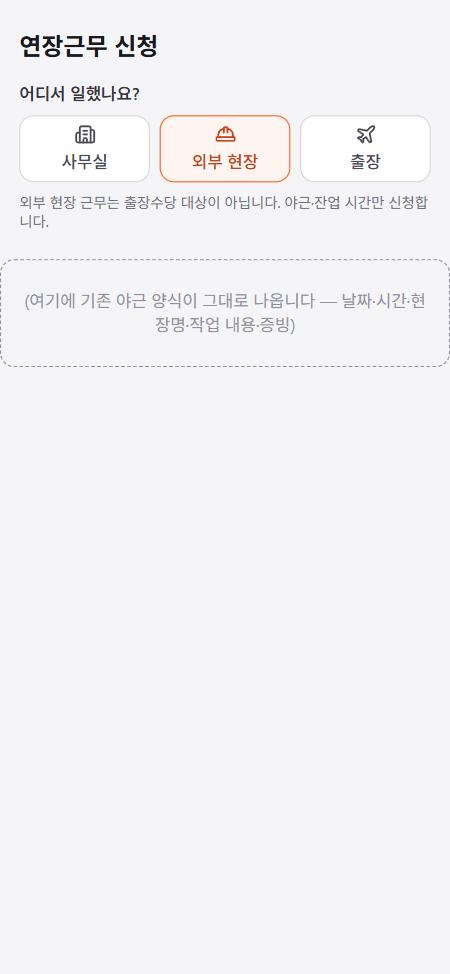 연장근무 신청
어디서 일했나요?
사무실
외부 현장
출장
외부 현장 근무는 출장수당 대상이 아닙니다. 야근·잔업 시간만 신청합
니다.
(여기에 기존 야근 양식이 그대로 나옵니다 — 날짜·시간·현
장명·작업 내용·증빙)